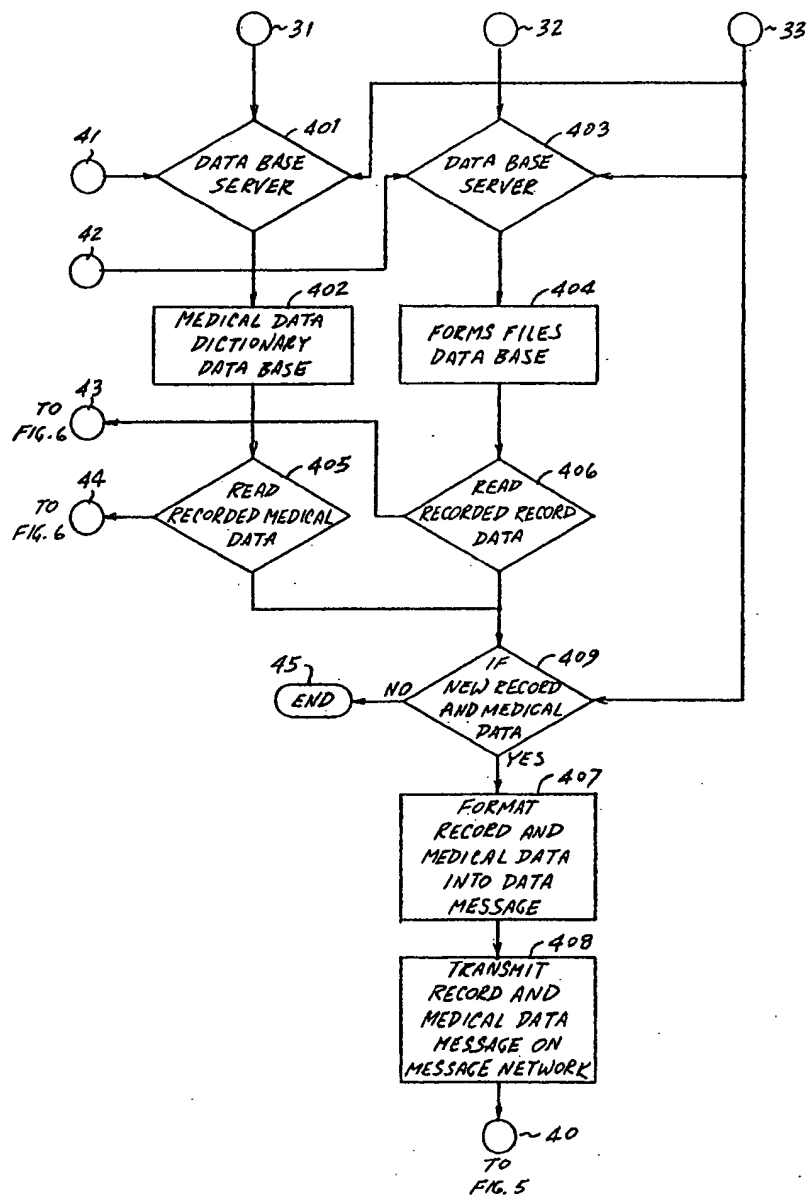 31
32
33
401
403
41
DATA BASE
SERVER
DATA BASE
SERVER
42
402
404
MEDICAL DATA
DICTIONARY
DATA BASE
FORMS FILES
DATA BASE
43
TO
FIG. 6
405
406
44
TO
FIG. 6
READ
RECORDED MEDICAL
DATA
READ
RECORDED RECORD
DATA
409
45
END
NO
IF
NEW RECORD
AND MEDICAL
DATA
YES
407
FORMAT
RECORD AND
MEDICAL DATA
INTO DATA
MESSAGE
408
TRANSMIT
RECORD AND
MEDICAL DATA
MESSAGE ON
MESSAGE NETWORK
40
TO
FIG. 5